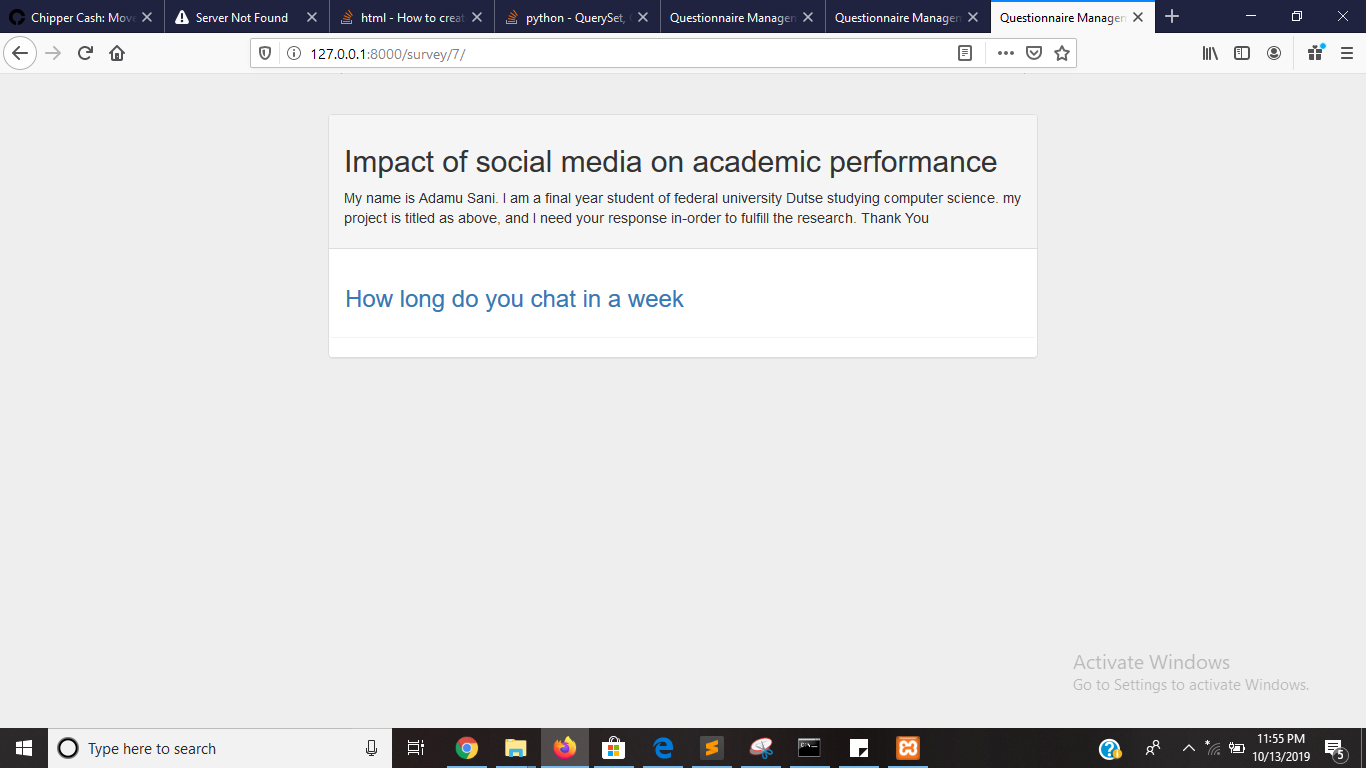 Chipper Cash: Move
Server Not Found
html - How to creat
python - QuerySet,
Questionnaire Managem
Questionnaire Managem
Questionnaire Managem
127.0.0.1:8000/survey/7/
Impact of social media on academic performance
My name is Adamu Sani. I am a final year student of federal university Dutse studying computer science. my
project is titled as above, and I need your response in-order to fulfill the research. Thank You
How long do you chat in a week
Activate Windows
Go to Settings to activate Windows.
Type here to search
11:55 PM
10/13/2019
5